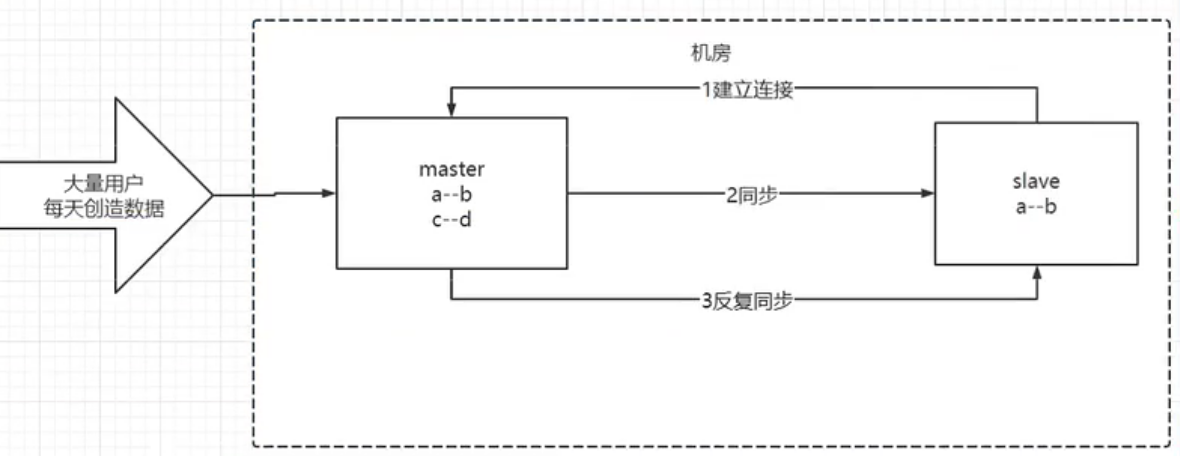 机房
1建立连接
大量用户
每天创造数据
master
a--b
c--d
2同步
slave
a--b
3反复同步